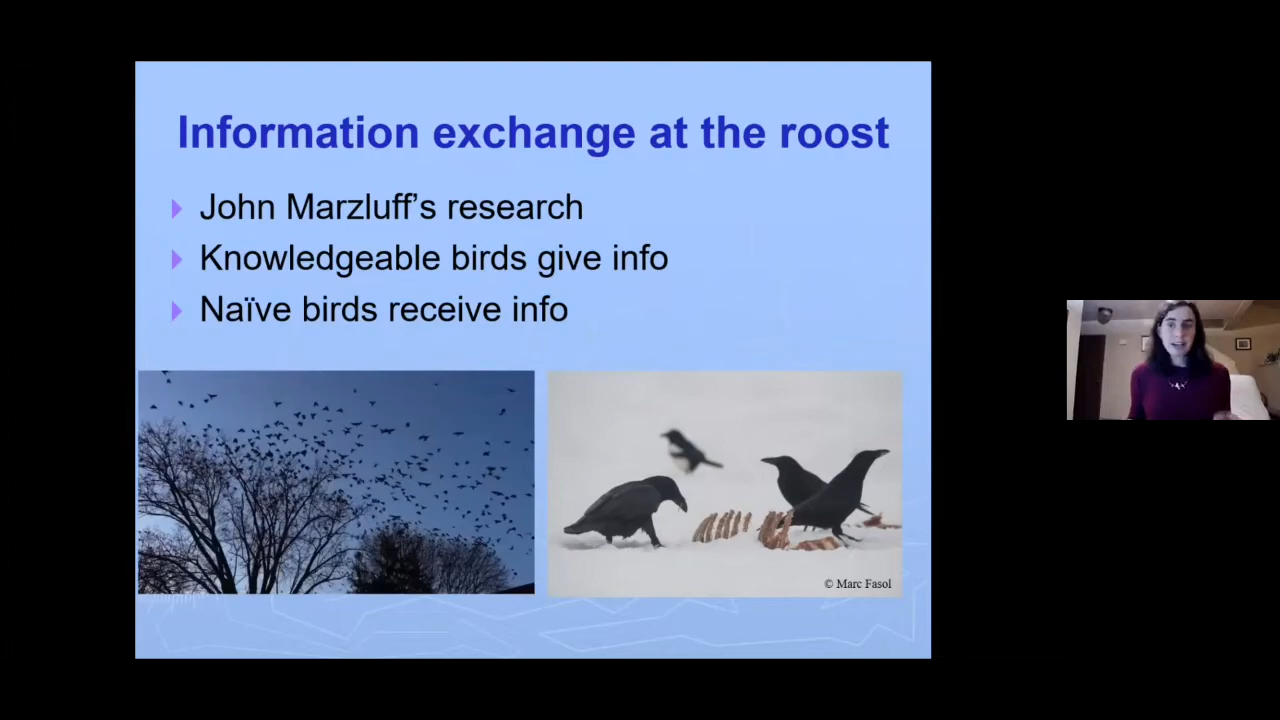 Information exchange at the roost
John Marzluff’s research
Knowledgeable birds give info
Naïve birds receive info
© Marc Fasol